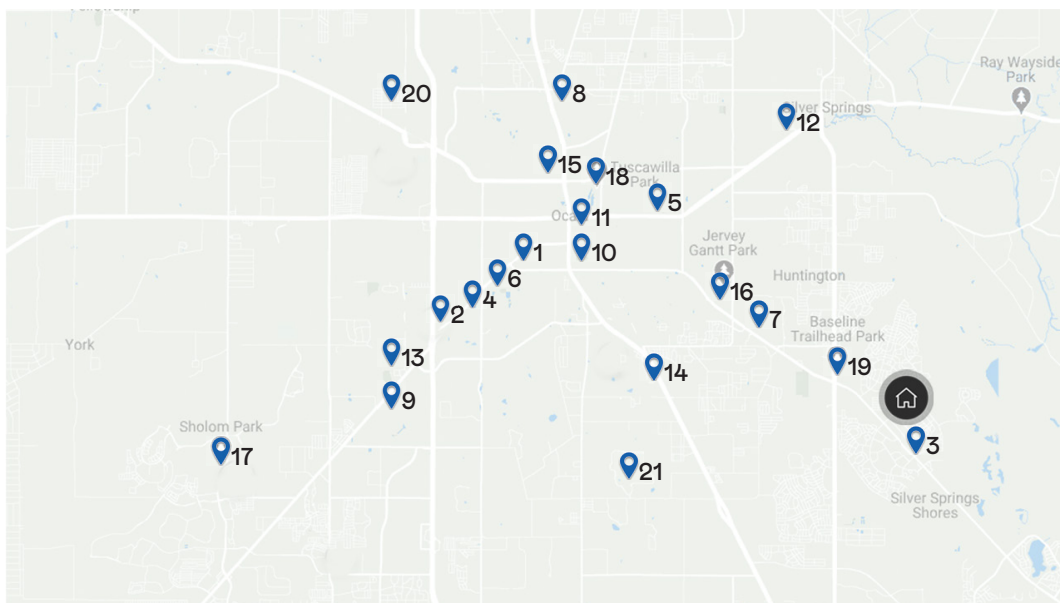 Ray Wayside
Park
20
8
Silver Springs
12
15
Tuscawilla
Park
18
5
Ocala
11
1
10
Jervey
Gantt Park
6
Huntington
16
4
2
7
Baseline
Trailhead Park
York
13
14
19
9
Sholom Park
17
3
21
Silver Springs
Shores